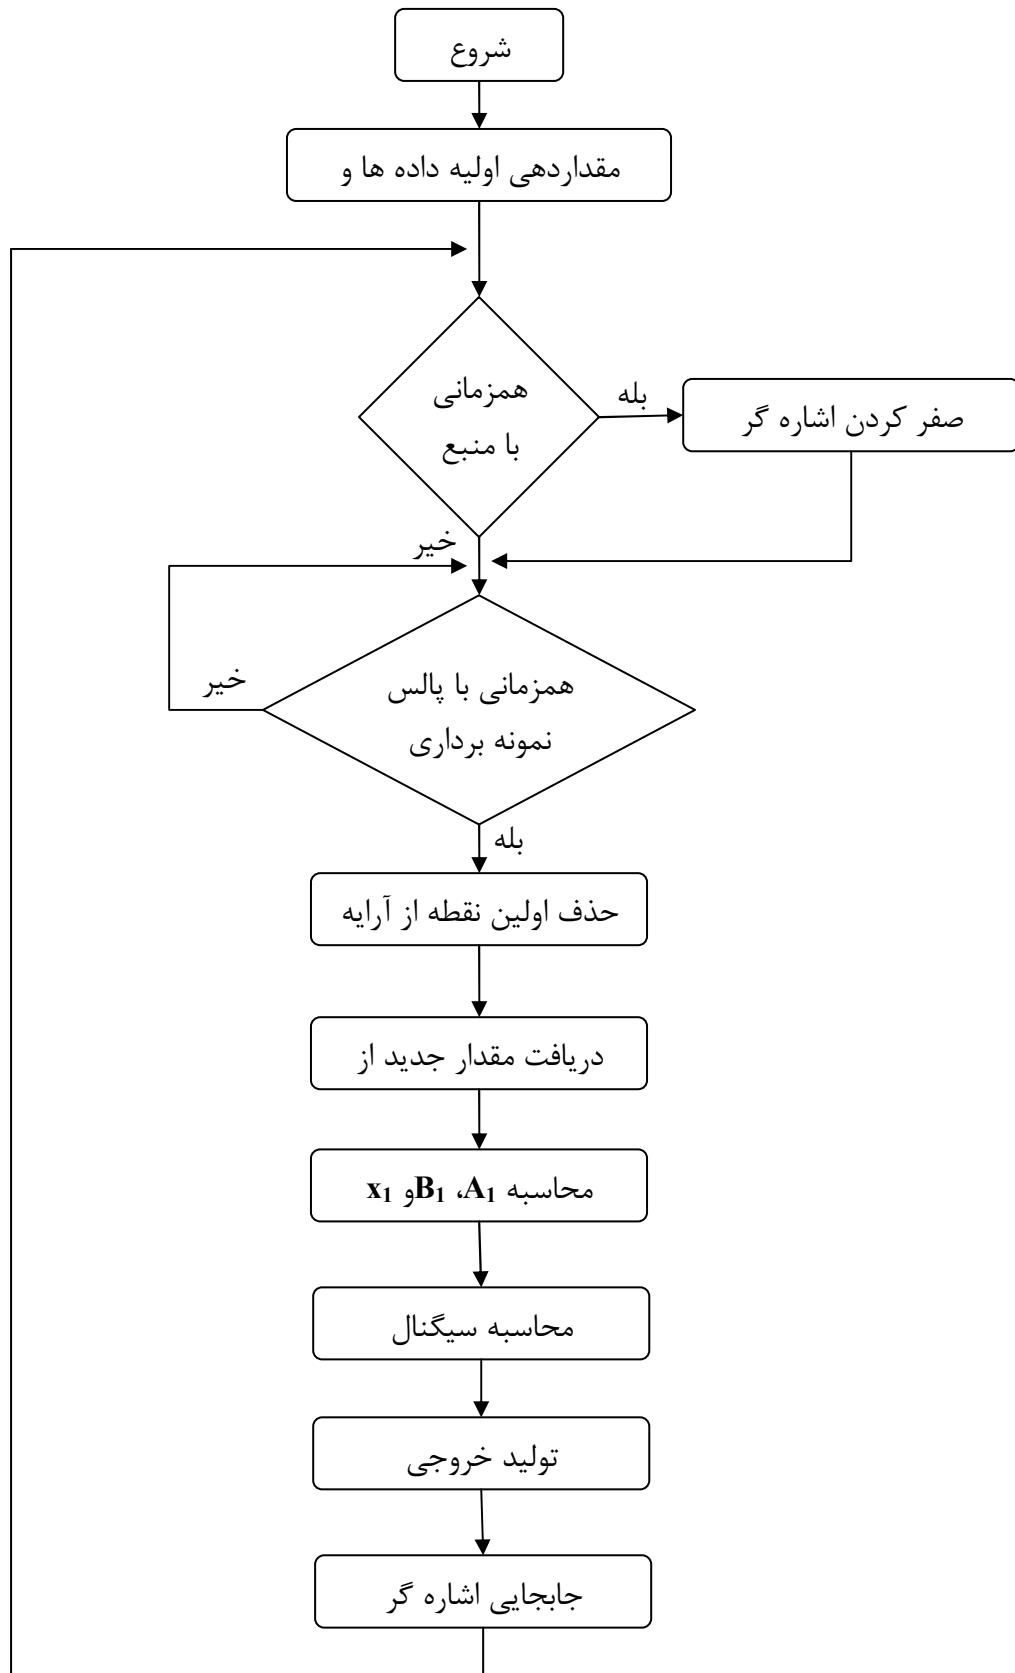 شروع
مقداردهی اولیه داده ها و
همزمانی
با منبع
بله
صفر کردن اشاره گر
خیر
همزمانی با پالس
نمونه برداری
خیر
بله
حذف اولین نقطه از آرایه
دریافت مقدار جدید از
محاسبه A₁، B₁و x₁
محاسبه سیگنال
تولید خروجی
جابجایی اشاره گر